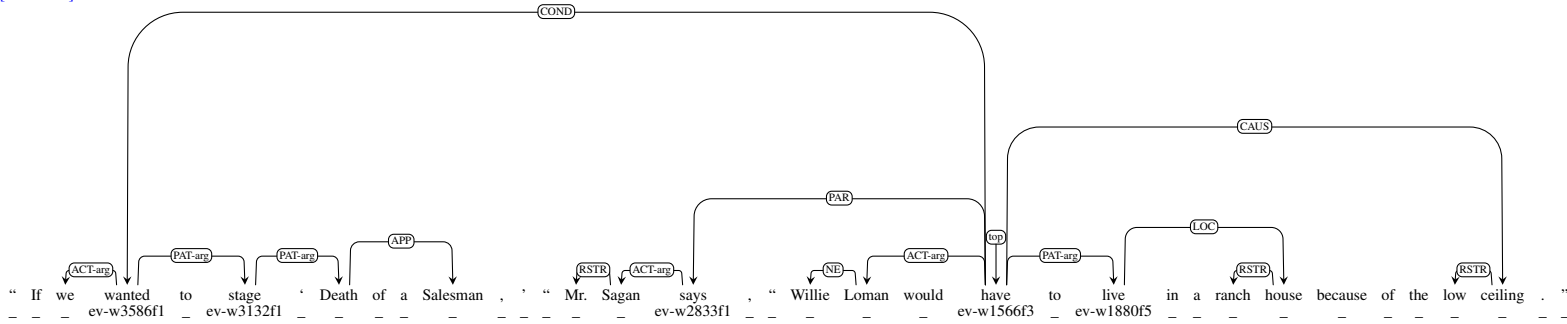 COND
CAUS
PAR
top
LOC
APP
PAT-arg PAT-arg ACT-arg PAT-arg
ACT-arg RSTR ACT-arg NE RSTR RSTR
“ If we wanted to stage ‘ Death of a Salesman , ’ “ Mr. Sagan says , “ Willie Loman would have to live in a ranch house because of the low ceiling . ”
_ _ _ ev-w3586f1 _ ev-w3132f1 _ _ _ _ _ _ _ _ _ _ ev-w2833f1 _ _ _ _ _ ev-w1566f3 _ ev-w1880f5 _ _ _ _ _ _ _ _ _ _ _